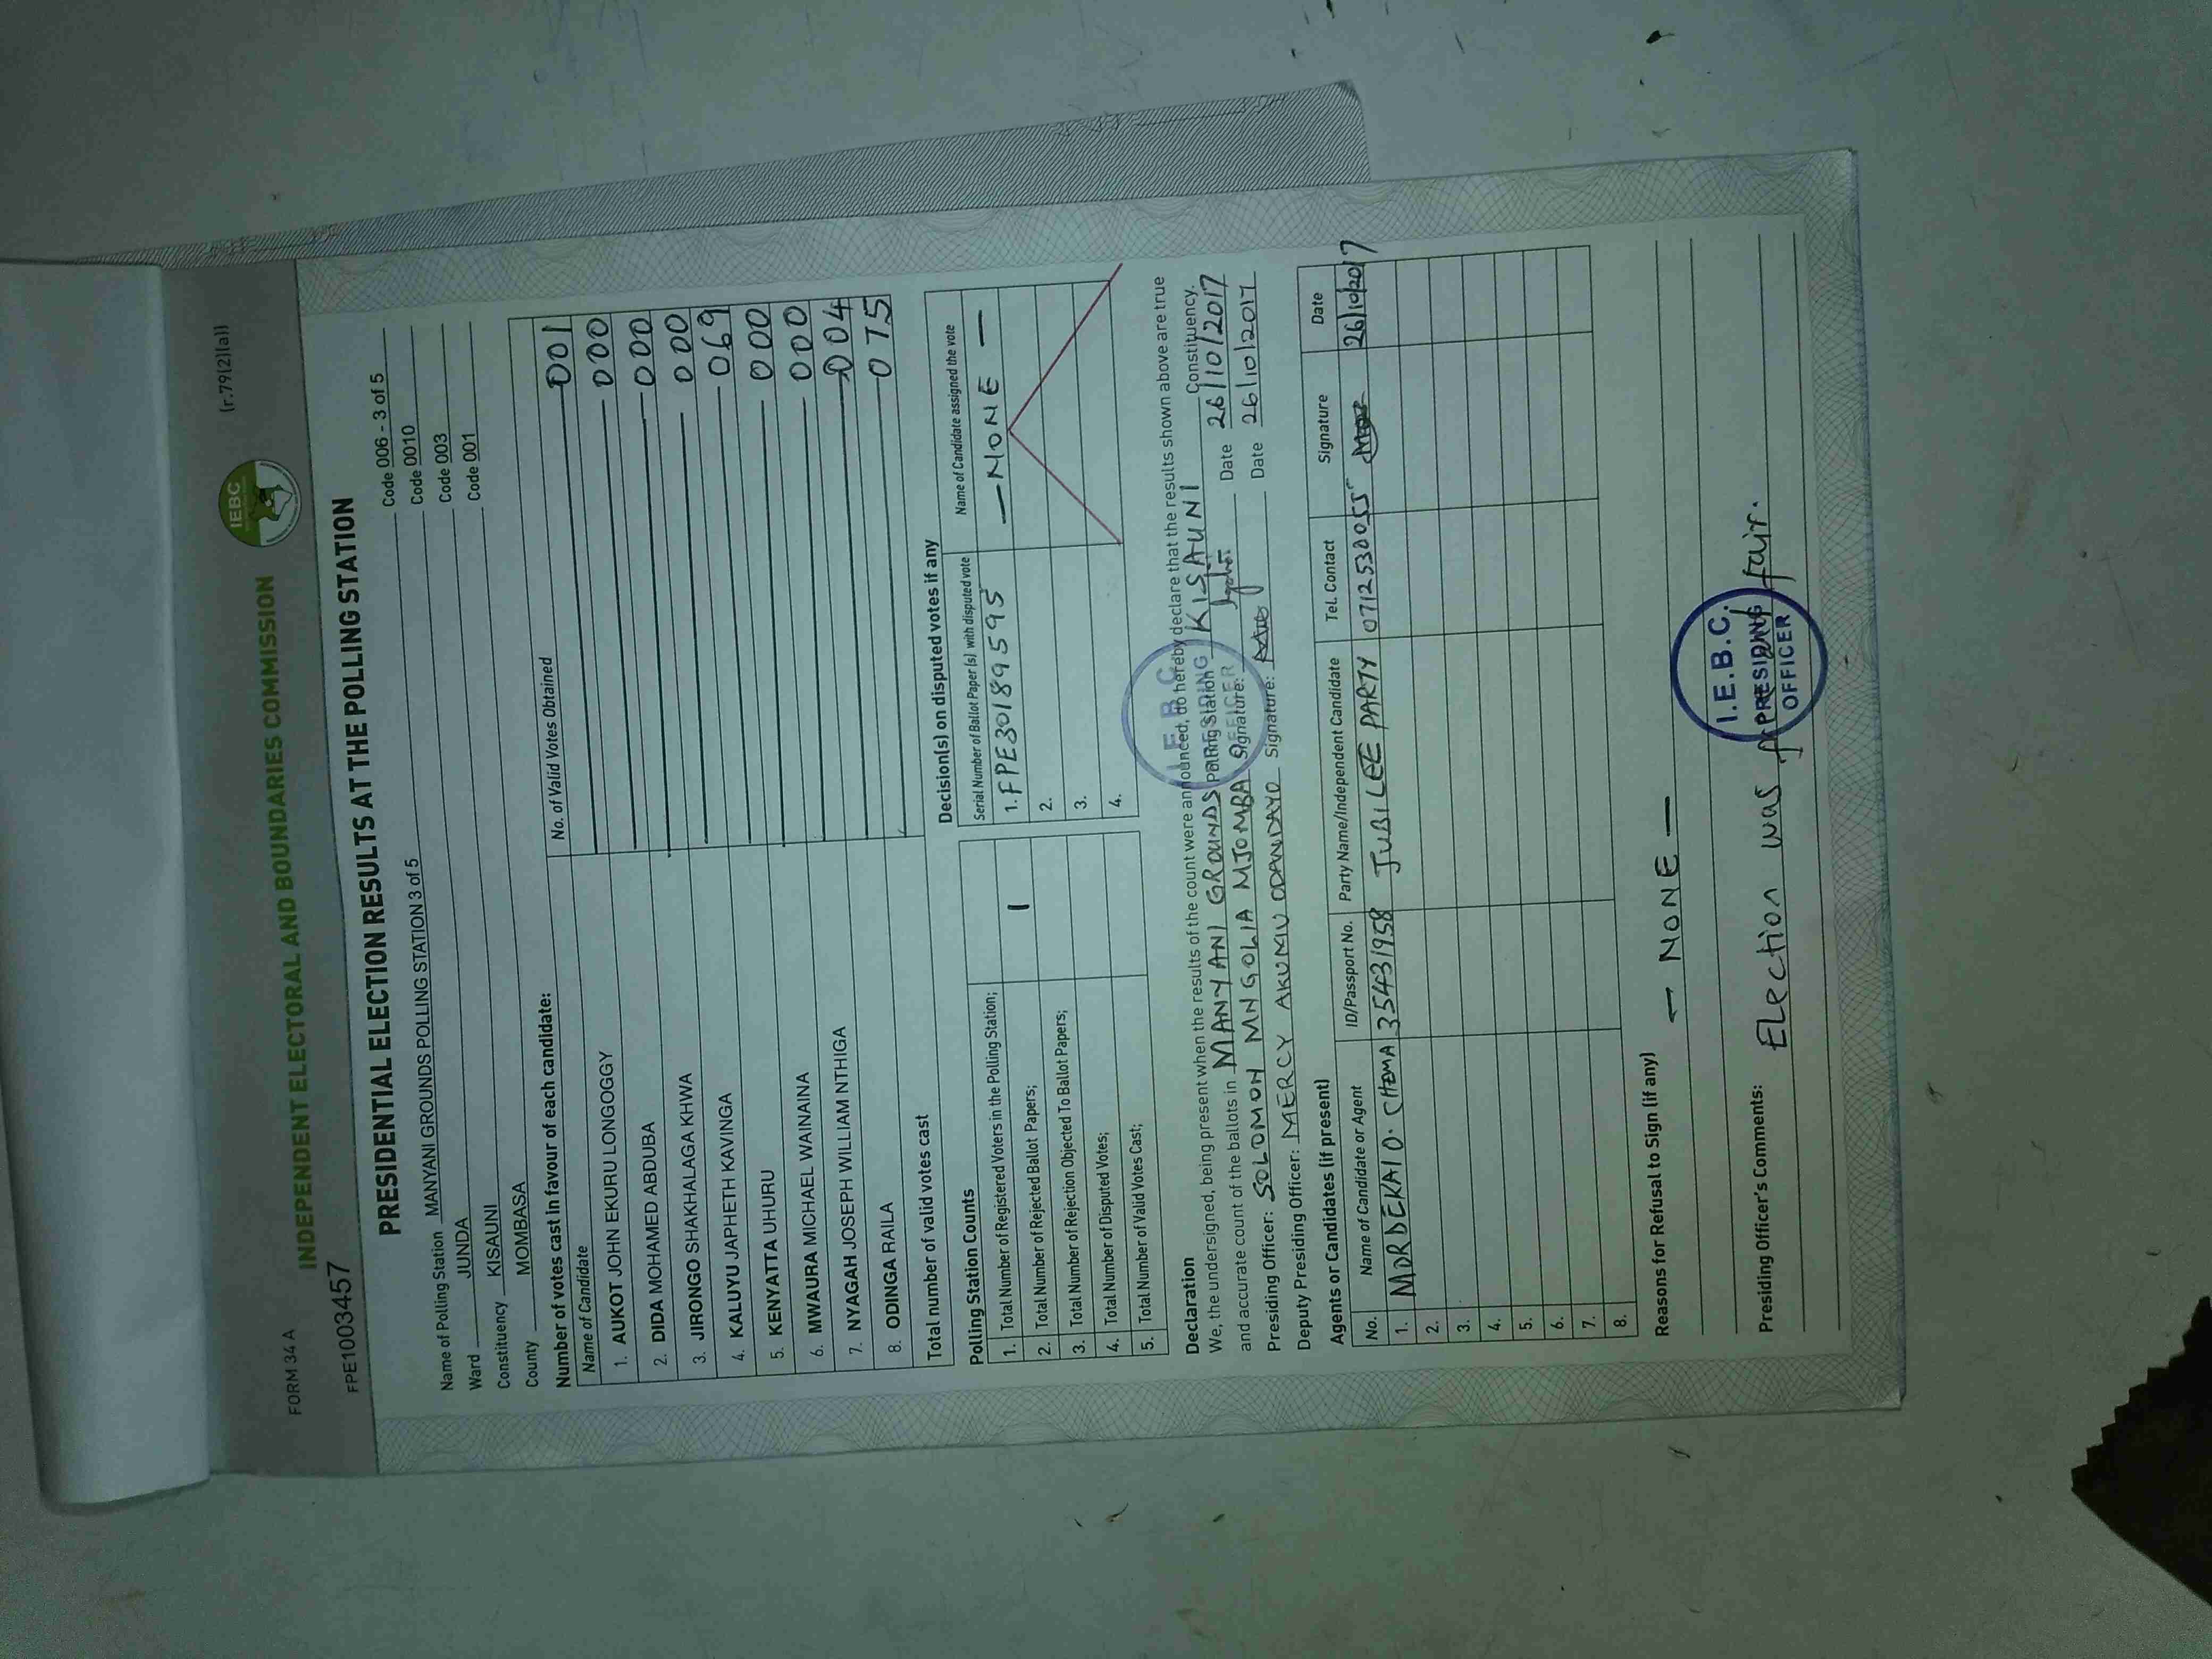 FORM 34 A
(r.79(2)(a))
INDEPENDENT ELECTORAL AND BOUNDARIES COMMISSION
IEBC
FPE1003457
PRESIDENTIAL ELECTION RESULTS AT THE POLLING STATION
Name of Polling Station MANYANI GROUNDS POLLING STATION 3 of 5 Code 006 - 3 of 5
Ward JUNDA Code 0010
Constituency KISAUNI Code 003
County MOMBASA Code 001
Number of votes cast in favour of each candidate:
Name of Candidate No. of Valid Votes Obtained
1. AUKOT JOHN EKURU LONGOGGY 001
2. DIDA MOHAMED ABDUBA 000
3. JIRONGO SHAKHALAGA KHWA 000
4. KALUYU JAPHETH KAVINGA 000
5. KENYATTA UHURU 069
6. MWAURA MICHAEL WAINAINA 000
7. NYAGAH JOSEPH WILLIAM NTHIGA 000
8. ODINGA RAILA 004
Total number of valid votes cast 075
Polling Station Counts
1. Total Number of Registered Voters in the Polling Station;
2. Total Number of Rejected Ballot Papers; 1
3. Total Number of Rejection Objected To Ballot Papers;
4. Total Number of Disputed Votes;
5. Total Number of Valid Votes Cast;
Decision(s) on disputed votes if any
Serial Number of Ballot Paper (s) with disputed vote Name of Candidate assigned the vote
1. FPE30189595 — NONE —
2.
3.
4.
Declaration
We, the undersigned, being present when the results of the count were announced, do hereby declare that the results shown above are true
and accurate count of the ballots in MANYANI GROUNDS Polling Station KISAUNI Constituency.
Presiding Officer: SOLOMON MNGOLIA MJOMBA Signature: Date 26/10/2017
Deputy Presiding Officer: MERCY AKUMU ODANDAYO Signature: Date 26/10/2017
I.E.B.C PRESIDING OFFICER
Agents or Candidates (if present)
No. Name of Candidate or Agent ID/Passport No. Party Name/Independent Candidate Tel. Contact Signature Date
1. MORDEKAI O. CHOMA 35431958 JUBILEE PARTY 0712530055 26/10/2017
2.
3.
4.
5.
6.
7.
8.
Reasons for Refusal to Sign (if any)
— NONE —
Presiding Officer's Comments:
Election was free and fair.
I.E.B.C. PRESIDING OFFICER